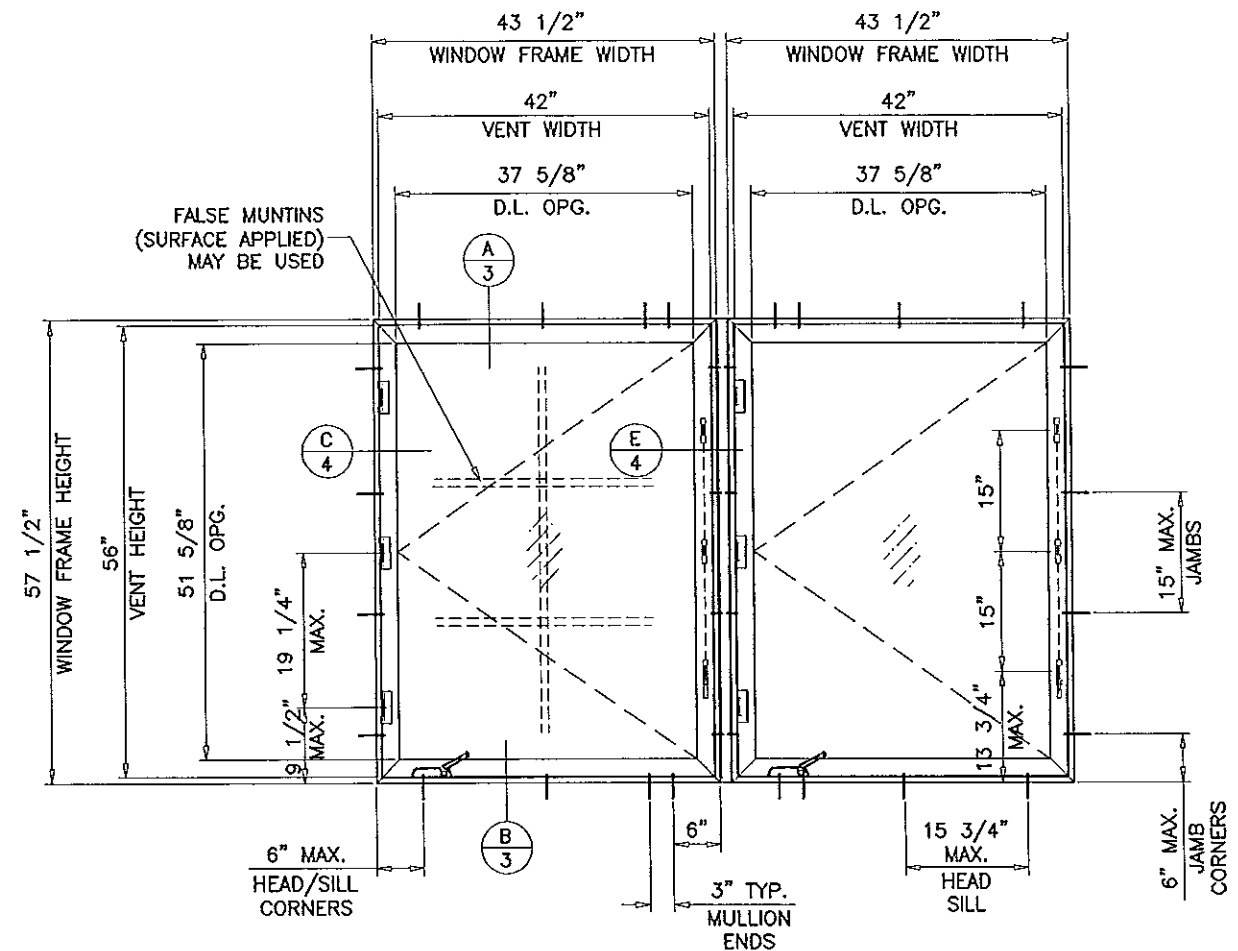 43 1/2"
WINDOW FRAME WIDTH
43 1/2"
WINDOW FRAME WIDTH
42"
VENT WIDTH
42"
VENT WIDTH
37 5/8"
D.L. OPG.
37 5/8"
D.L. OPG.
FALSE MUNTINS
(SURFACE APPLIED)
MAY BE USED
A
3
C
4
E
4
57 1/2"
WINDOW FRAME HEIGHT
56"
VENT HEIGHT
51 5/8"
D.L. OPG.
19 1/4"
MAX.
9 1/2"
MAX.
15"
15"
13 3/4"
MAX.
15" MAX.
JAMBS
6" MAX.
JAMB
CORNERS
B
3
6" MAX.
HEAD/SILL
CORNERS
6"
3" TYP.
MULLION
ENDS
15 3/4"
MAX.
HEAD
SILL